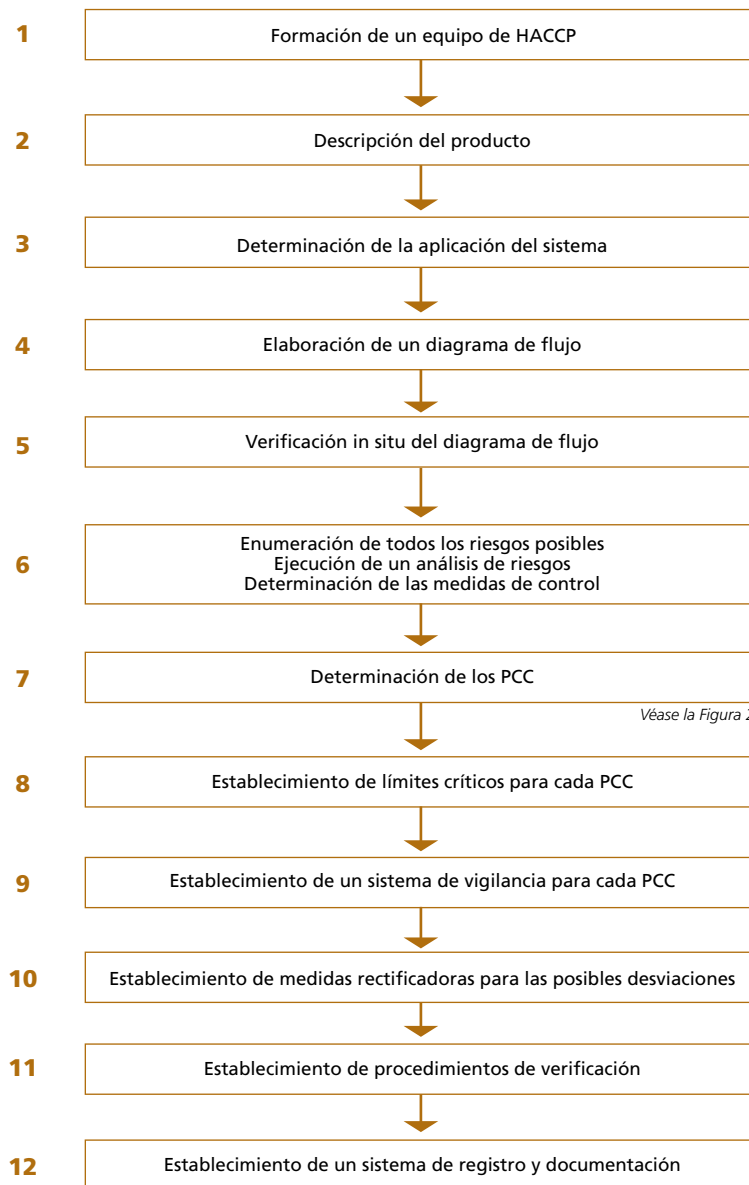 1 Formación de un equipo de HACCP
2 Descripción del producto
3 Determinación de la aplicación del sistema
4 Elaboración de un diagrama de flujo
5 Verificación in situ del diagrama de flujo
Enumeración de todos los riesgos posibles
6 Ejecución de un análisis de riesgos
Determinación de las medidas de control
7 Determinación de los PCC
Véase la Figura 2
8 Establecimiento de límites críticos para cada PCC
9 Establecimiento de un sistema de vigilancia para cada PCC
10 Establecimiento de medidas rectificadoras para las posibles desviaciones
11 Establecimiento de procedimientos de verificación
12 Establecimiento de un sistema de registro y documentación